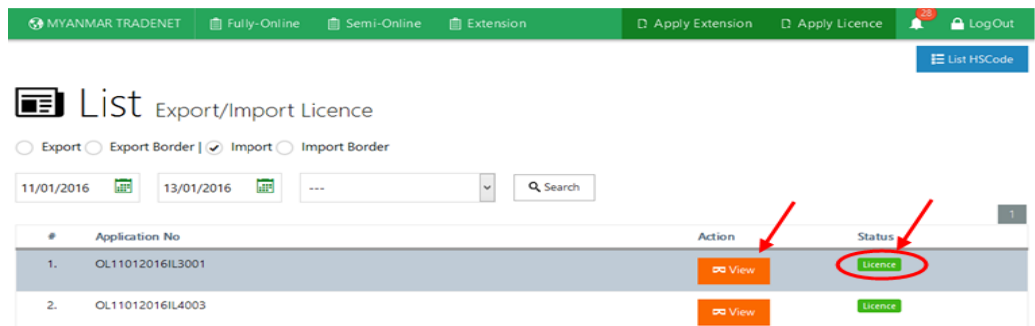 MYANMAR TRADENET Fully-Online Semi-Online Extension Apply Extension Apply Licence 28 LogOut
List HSCode
List Export/Import Licence
Export Export Border | Import Import Border
11/01/2016 13/01/2016 --- Search
1
# Application No Action Status
1. OL11012016IL3001 View Licence
2. OL11012016IL4003 View Licence